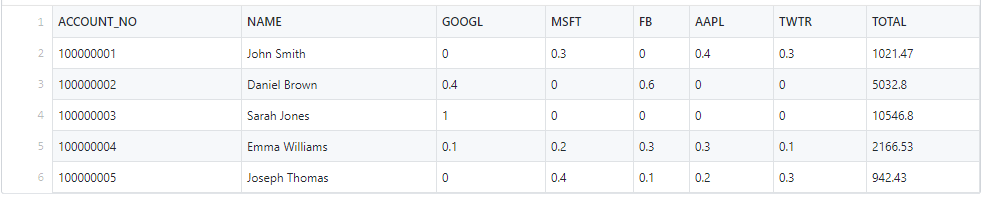 1 ACCOUNT_NO NAME GOOGL MSFT FB AAPL TWTR TOTAL
2 100000001 John Smith 0 0.3 0 0.4 0.3 1021.47
3 100000002 Daniel Brown 0.4 0 0.6 0 0 5032.8
4 100000003 Sarah Jones 1 0 0 0 0 10546.8
5 100000004 Emma Williams 0.1 0.2 0.3 0.3 0.1 2166.53
6 100000005 Joseph Thomas 0 0.4 0.1 0.2 0.3 942.43